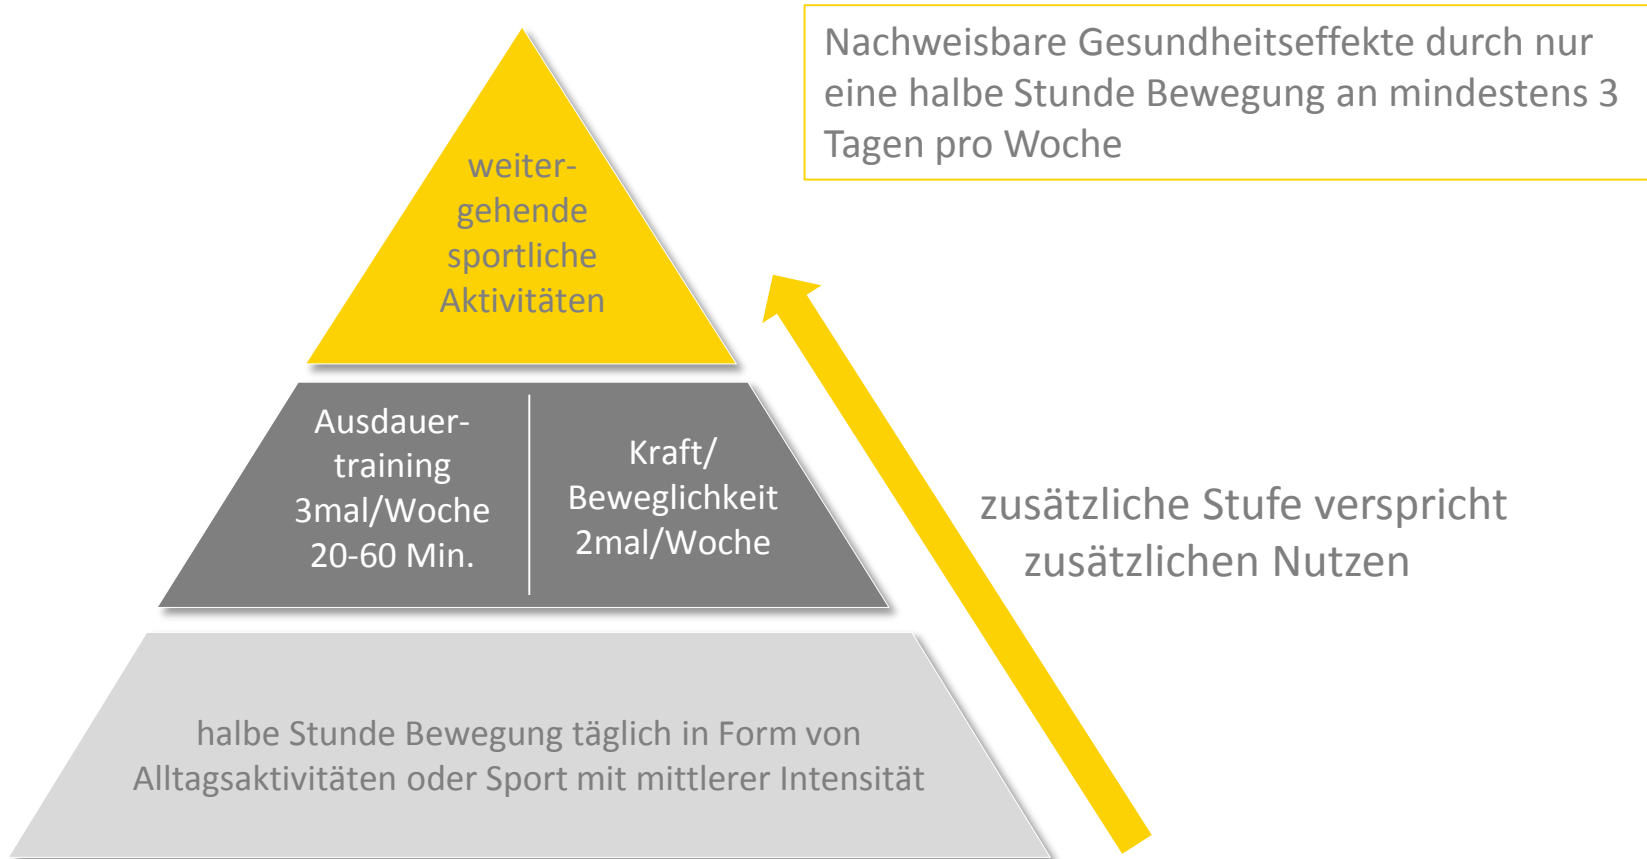 Nachweisbare Gesundheitseffekte durch nur
eine halbe Stunde Bewegung an mindestens 3
Tagen pro Woche
weiter-
gehende
sportliche
Aktivitäten
Ausdauer-
training
3mal/Woche
20-60 Min.
Kraft/
Beweglichkeit
2mal/Woche
zusätzliche Stufe verspricht
zusätzlichen Nutzen
halbe Stunde Bewegung täglich in Form von
Alltagsaktivitäten oder Sport mit mittlerer Intensität